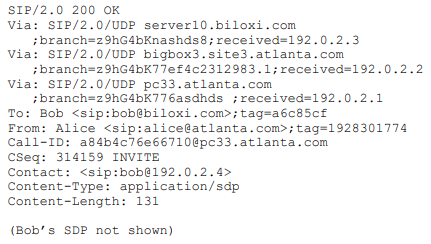 SIP/2.0 200 OK
Via: SIP/2.0/UDP server10.biloxi.com
;branch=z9hG4bKnashds8;received=192.0.2.3
Via: SIP/2.0/UDP bigbox3.site3.atlanta.com
;branch=z9hG4bK77ef4c2312983.1;received=192.0.2.2
Via: SIP/2.0/UDP pc33.atlanta.com
;branch=z9hG4bK776asdhds ;received=192.0.2.1
To: Bob <sip:bob@biloxi.com>;tag=a6c85cf
From: Alice <sip:alice@atlanta.com>;tag=1928301774
Call-ID: a84b4c76e66710@pc33.atlanta.com
CSeq: 314159 INVITE
Contact: <sip:bob@192.0.2.4>
Content-Type: application/sdp
Content-Length: 131
(Bob’s SDP not shown)